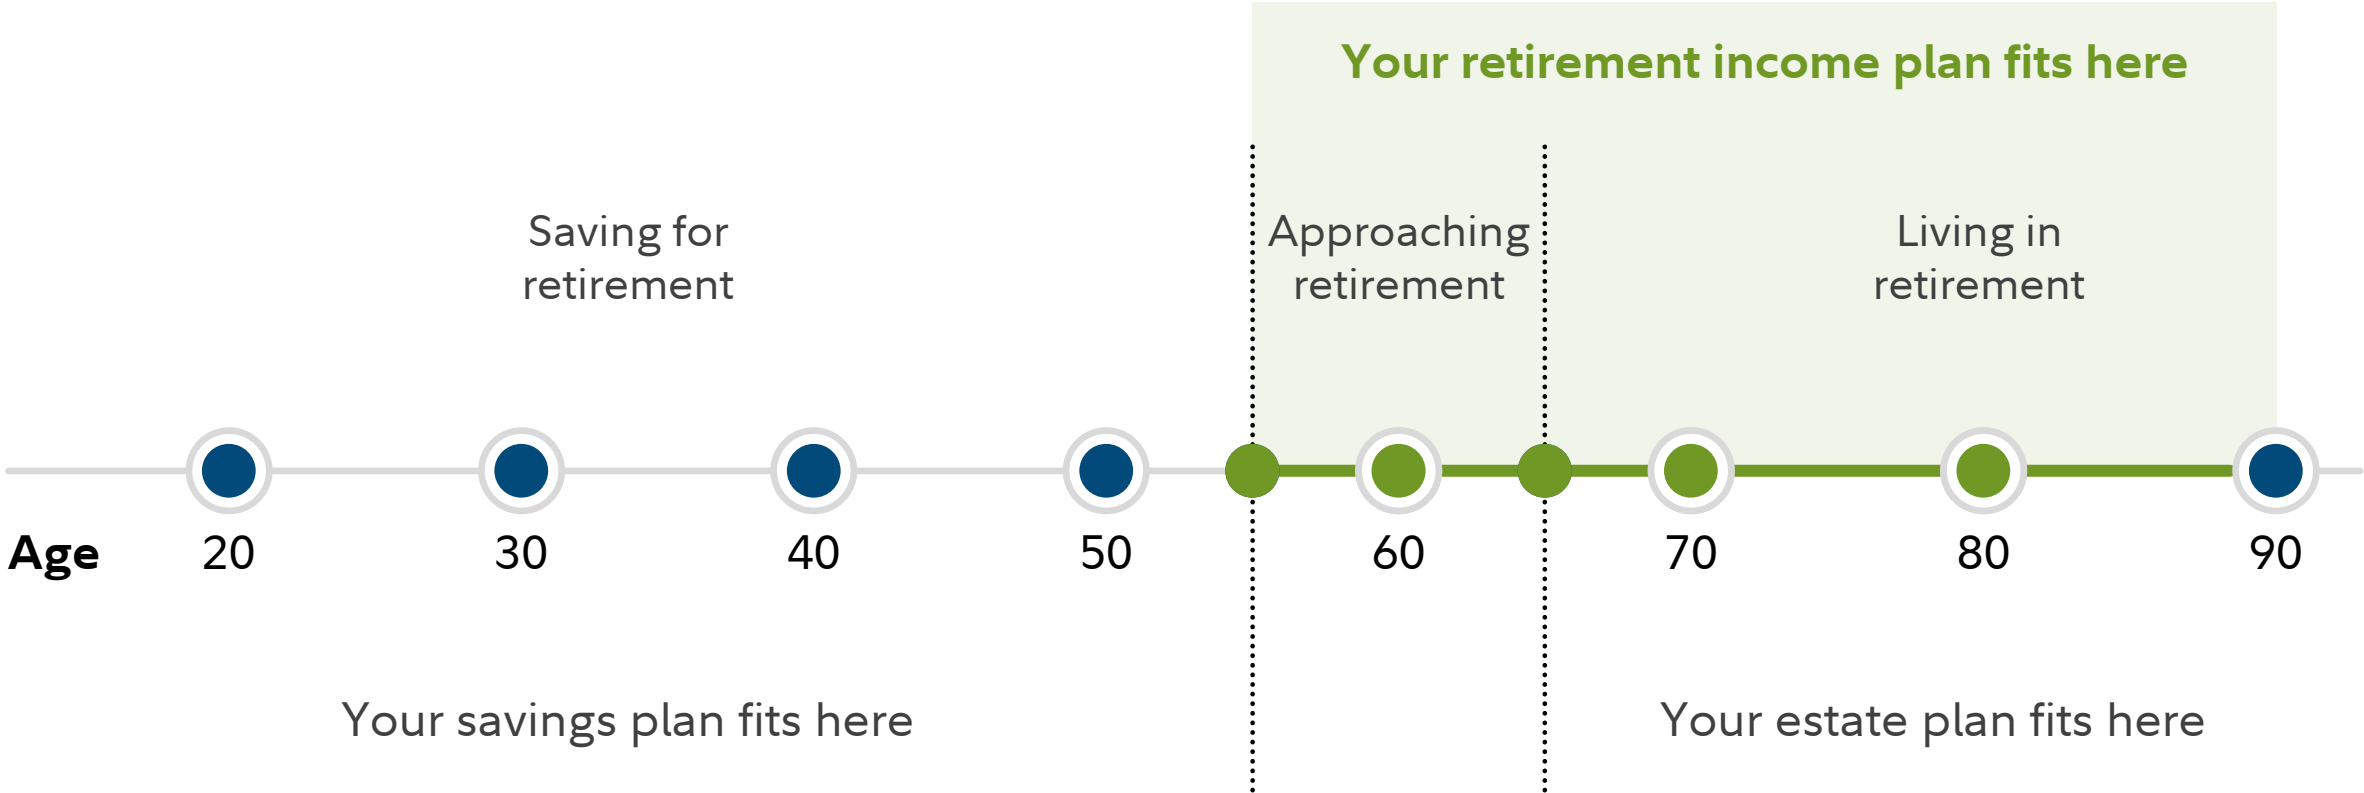 Your retirement income plan fits here
Saving for
retirement
Approaching
retirement
Living in
retirement
Age 20 30 40 50 60 70 80 90
Your savings plan fits here
Your estate plan fits here